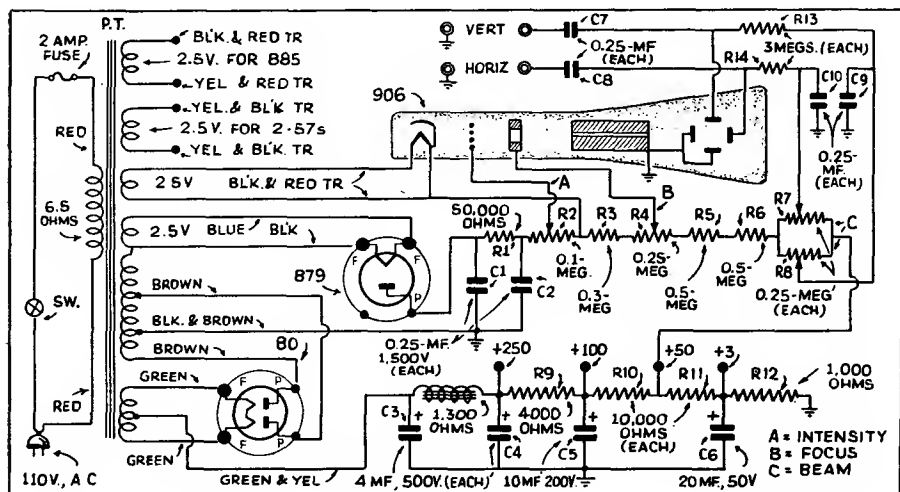 P.T.
2 AMP.
FUSE
BLK. & RED TR
2.5V. FOR 885
YEL & RED TR
YEL. & BLK TR
2.5V. FOR 2-57s
YEL & BLK. TR
RED
6.5
OHMS
SW.
RED
110V., A C
2.5V
BLK. & RED TR
2.5V
BLUE
BLK
BROWN
BLK. & BROWN
BROWN
GREEN
GREEN
GREEN & YEL
879
F
F
P
80
F
P
F
P
906
VERT
HORIZ
C7
0.25-MF
(EACH)
C8
R13
3 MEGS. (EACH)
R14
C10
C9
0.25-
MF.
(EACH)
A
B
50,000
OHMS
R1
R2
0.1-
MEG.
R3
0.3-
MEG
R4
0.25-
MEG
R5
0.5-
MEG
R6
0.5-
MEG
R7
R8
C
0.25-MEG
(EACH)
C1
C2
0.25-MF.
1,500V
(EACH)
+250
+100
+50
+3
R9
R10
R11
R12
1,000
OHMS
C3
+
1,300
OHMS
+
C4
4000
OHMS
+
C5
10,000
OHMS
(EACH)
+
C6
4 MF., 500V. (EACH)
10 MF. 200V.
20 MF., 50V
A = INTENSITY
B = FOCUS
C = BEAM